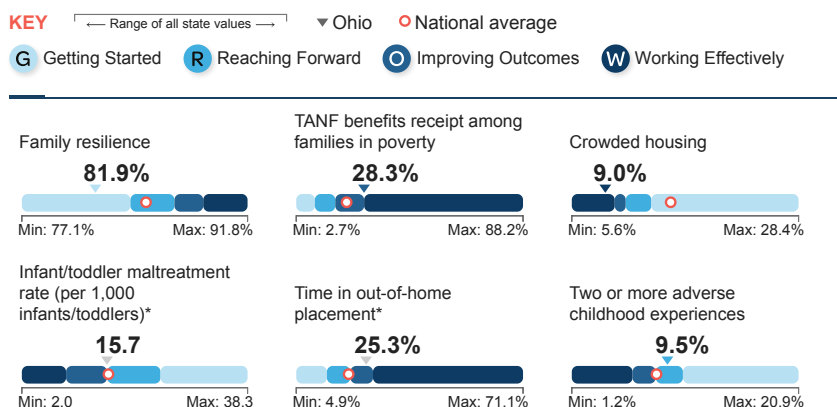 KEY ← Range of all state values → Ohio National average
G Getting Started R Reaching Forward O Improving Outcomes W Working Effectively
Family resilience
81.9%
Min: 77.1% Max: 91.8%
TANF benefits receipt among
families in poverty
28.3%
Min: 2.7% Max: 88.2%
Crowded housing
9.0%
Min: 5.6% Max: 28.4%
Infant/toddler maltreatment
rate (per 1,000
infants/toddlers)*
15.7
Min: 2.0 Max: 38.3
Time in out-of-home
placement*
25.3%
Min: 4.9% Max: 71.1%
Two or more adverse
childhood experiences
9.5%
Min: 1.2% Max: 20.9%